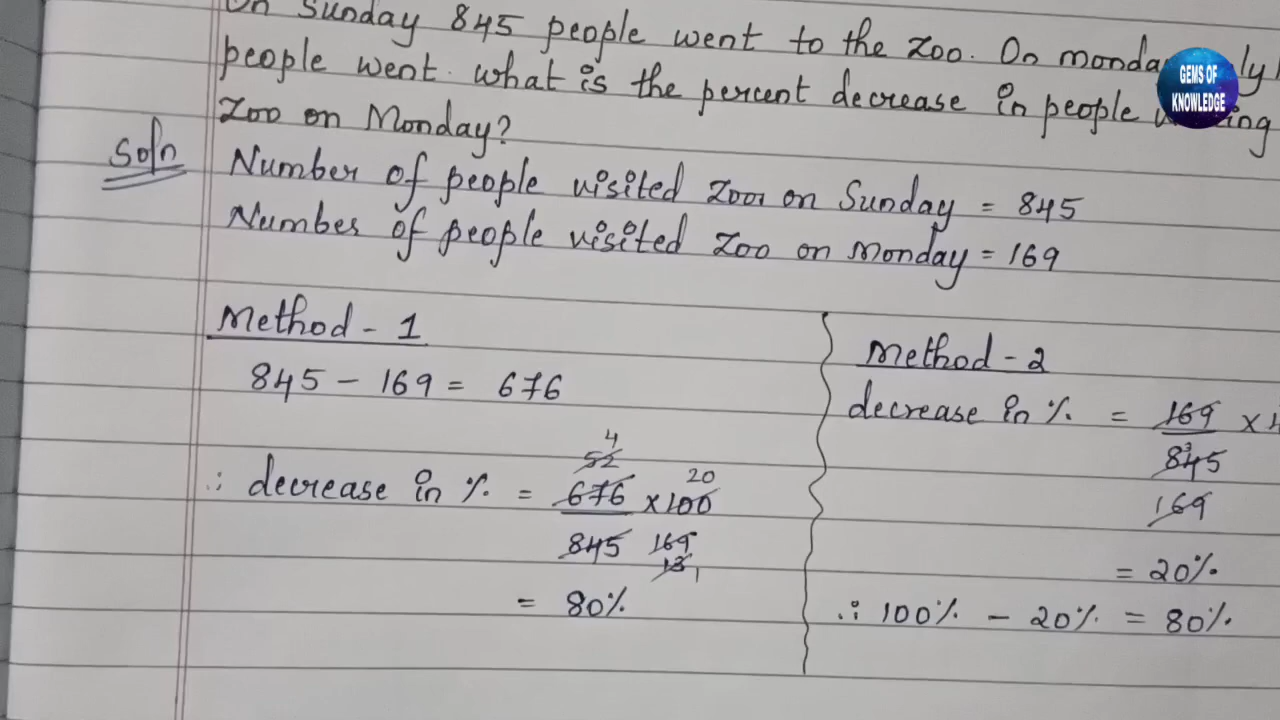 On Sunday 845 people went to the zoo. On monda
people went. what is the percent decrease in people
Zoo on Monday?
Soln
Number of people visited Zoo on Sunday = 845
Number of people visited Zoo on monday = 169
Method - 1
845 - 169 = 676
4
52
∴ decrease in % = 676 x 100 20
845 169
13 1
= 80%
Method - 2
decrease in % = 169 x
845
169
= 20%
∴ 100% - 20% = 80%
GEMS OF
KNOWLEDGE